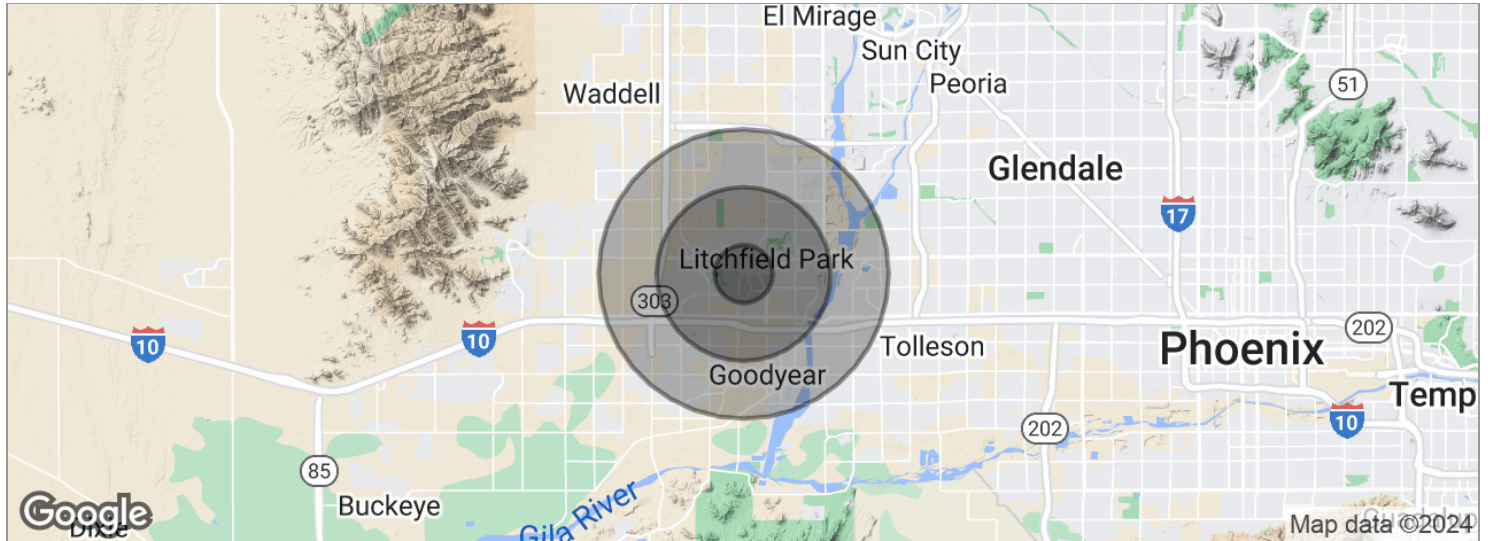 El Mirage
Sun City
Peoria
51
Waddell
Glendale
17
Litchfield Park
303
10
10
202
Tolleson
Phoenix
Goodyear
Temp
10
202
85
Buckeye
Gila River
Google
Dixie
Map data ©2024